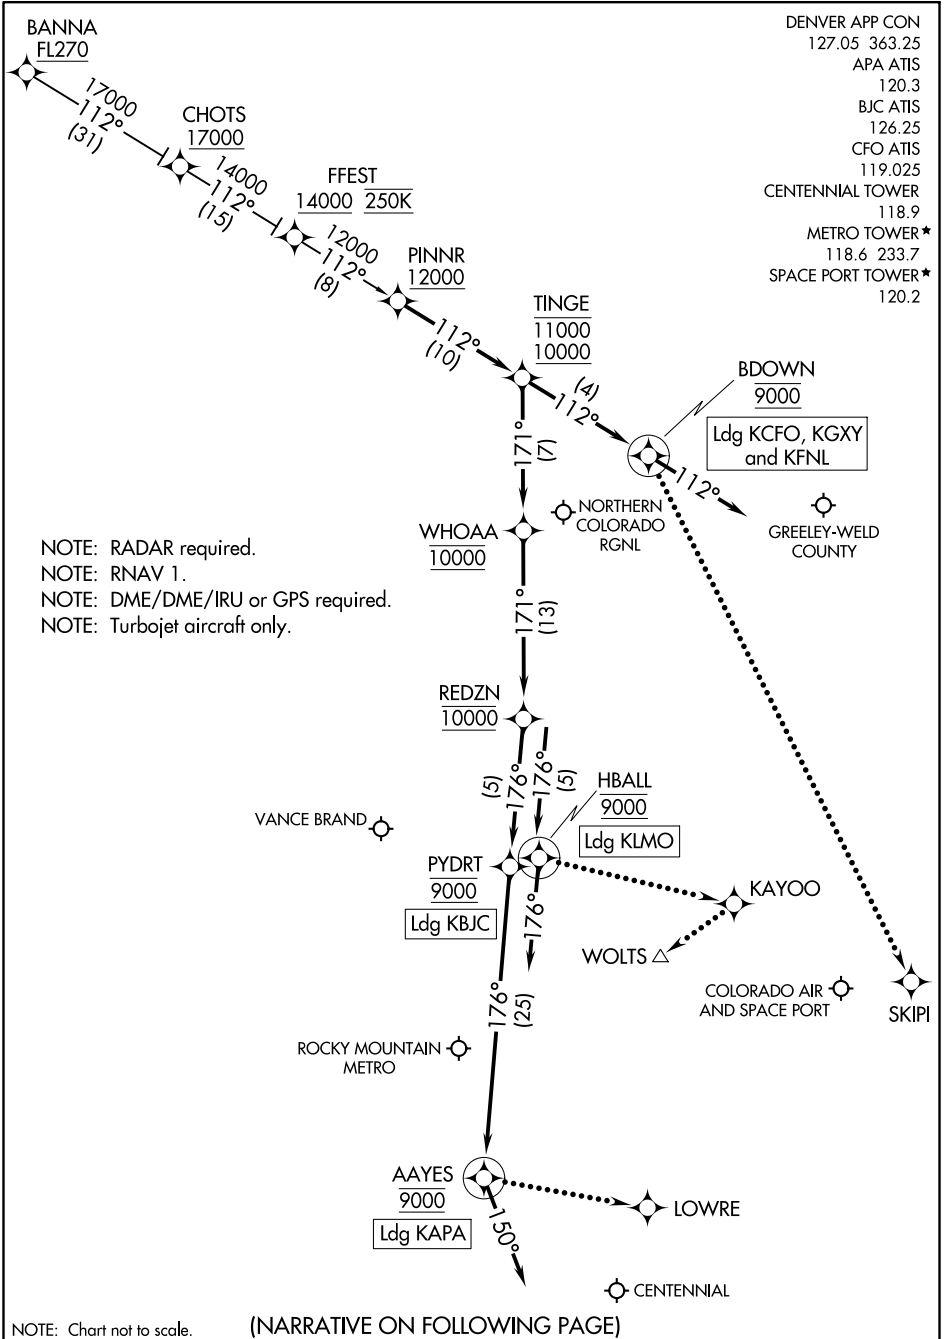 BANNA
FL270
17000
112°
(31)
CHOTS
17000
14000
112°
(15)
FFEST
14000 250K
12000
112°
(8)
PINNR
12000
112°
(10)
TINGE
11000
10000
(4)
112°
DENVER APP CON
127.05 363.25
APA ATIS
120.3
BJC ATIS
126.25
CFO ATIS
119.025
CENTENNIAL TOWER
118.9
METRO TOWER★
118.6 233.7
SPACE PORT TOWER★
120.2
BDOWN
9000
Ldg KCFO, KGXY
and KFNL
112°
171°
(7)
WHOAA
10000
NORTHERN
COLORADO
RGNL
GREELEY-WELD
COUNTY
NOTE: RADAR required.
NOTE: RNAV 1.
NOTE: DME/DME/IRU or GPS required.
NOTE: Turbojet aircraft only.
171°
(13)
REDZN
10000
(5)
176°
176°
(5)
HBALL
9000
Ldg KLMO
VANCE BRAND
PYDRT
9000
Ldg KBJC
176°
KAYOO
WOLTS
COLORADO AIR
AND SPACE PORT
SKIPI
176°
(25)
ROCKY MOUNTAIN
METRO
AAYES
9000
Ldg KAPA
150°
LOWRE
CENTENNIAL
NOTE: Chart not to scale.
(NARRATIVE ON FOLLOWING PAGE)